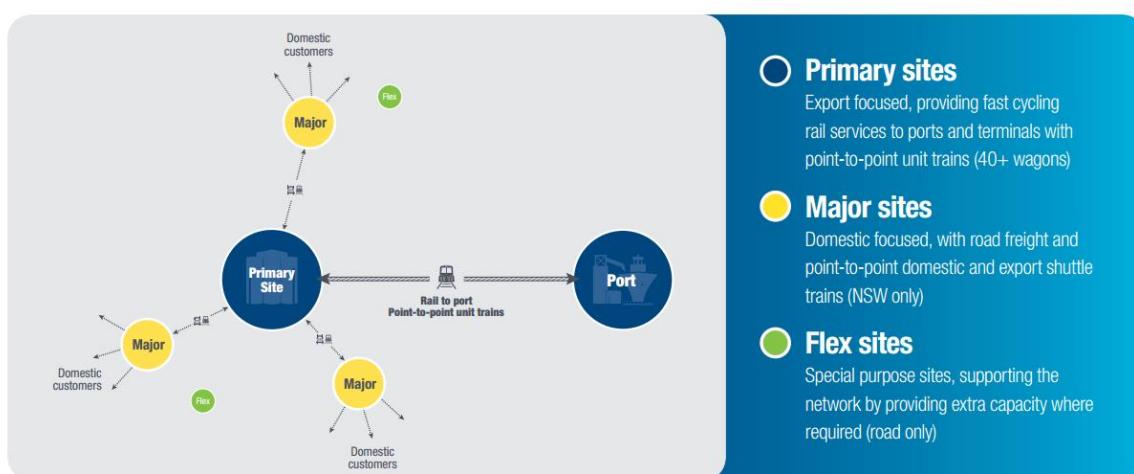 Domestic
customers
Flex
Major
Primary
Site
Port
Rail to port
Point-to-point unit trains
Major
Domestic
customers
Flex
Major
Domestic
customers
Primary sites
Export focused, providing fast cycling
rail services to ports and terminals with
point-to-point unit trains (40+ wagons)
Major sites
Domestic focused, with road freight and
point-to-point domestic and export shuttle
trains (NSW only)
Flex sites
Special purpose sites, supporting the
network by providing extra capacity where
required (road only)